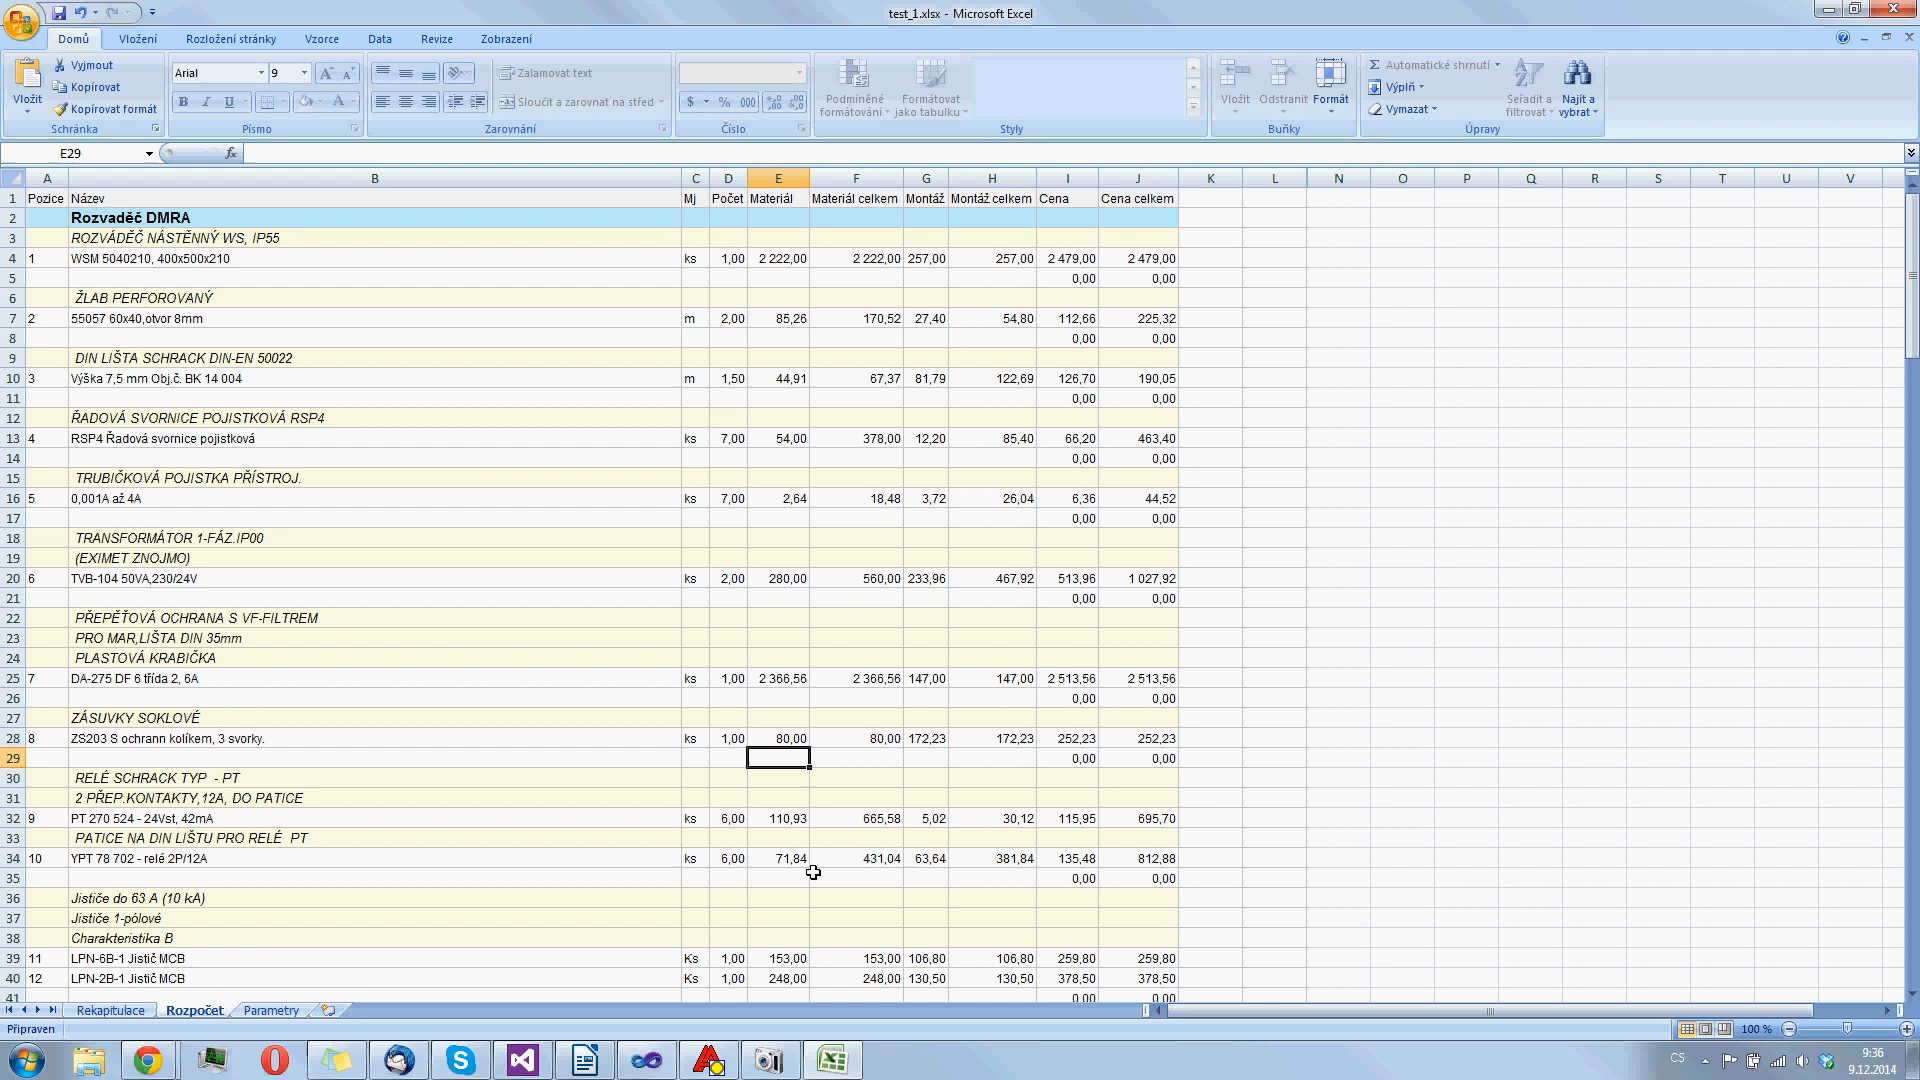 test_1.xlsx - Microsoft Excel
Domů Vložení Rozložení stránky Vzorce Data Revize Zobrazení
Vložit
Vyjmout
Kopírovat
Kopírovat formát
Schránka
Arial 9
B I U
Písmo
Zalamovat text
Sloučit a zarovnat na střed
Zarovnání
$ % 000
Číslo
Podmíněné formátování
Formátovat jako tabulku
Styly
Vložit Odstranit Formát
Buňky
Σ Automatické shrnutí
Výplň
Vymazat
Seřadit a filtrovat
Najít a vybrat
Úpravy
E29 fx
A B C D E F G H I J K L M N O P Q R S T U V
1 Pozice Název Mj Počet Materiál Materiál celkem Montáž Montáž celkem Cena Cena celkem
2 Rozvaděč DMRA
3 ROZVÁDĚČ NÁSTĚNNÝ WS, IP55
4 1 WSM 5040210, 400x500x210 ks 1,00 2 222,00 2 222,00 257,00 257,00 2 479,00 2 479,00
5 0,00 0,00
6 ŽLAB PERFOROVANÝ
7 2 55057 60x40,otvor 8mm m 2,00 85,26 170,52 27,40 54,80 112,66 225,32
8 0,00 0,00
9 DIN LIŠTA SCHRACK DIN-EN 50022
10 3 Výška 7,5 mm Obj.č. BK 14 004 m 1,50 44,91 67,37 81,79 122,69 126,70 190,05
11 0,00 0,00
12 ŘADOVÁ SVORNICE POJISTKOVÁ RSP4
13 4 RSP4 Řadová svornice pojistková ks 7,00 54,00 378,00 12,20 85,40 66,20 463,40
14 0,00 0,00
15 TRUBIČKOVÁ POJISTKA PŘÍSTROJ.
16 5 0,001A až 4A ks 7,00 2,64 18,48 3,72 26,04 6,36 44,52
17 0,00 0,00
18 TRANSFORMÁTOR 1-FÁZ.IP00
19 (EXIMET ZNOJMO)
20 6 TVB-104 50VA,230/24V ks 2,00 280,00 560,00 233,96 467,92 513,96 1 027,92
21 0,00 0,00
22 PŘEPĚŤOVÁ OCHRANA S VF-FILTREM
23 PRO MAR,LIŠTA DIN 35mm
24 PLASTOVÁ KRABIČKA
25 7 DA-275 DF 6 třída 2, 6A ks 1,00 2 366,56 2 366,56 147,00 147,00 2 513,56 2 513,56
26 0,00 0,00
27 ZÁSUVKY SOKLOVÉ
28 8 ZS203 S ochrann kolíkem, 3 svorky. ks 1,00 80,00 80,00 172,23 172,23 252,23 252,23
29 0,00 0,00
30 RELÉ SCHRACK TYP - PT
31 2 PŘEP.KONTAKTY,12A, DO PATICE
32 9 PT 270 524 - 24Vst, 42mA ks 6,00 110,93 665,58 5,02 30,12 115,95 695,70
33 PATICE NA DIN LIŠTU PRO RELÉ PT
34 10 YPT 78 702 - relé 2P/12A ks 6,00 71,84 431,04 63,64 381,84 135,48 812,88
35 0,00 0,00
36 Jističe do 63 A (10 kA)
37 Jističe 1-pólové
38 Charakteristika B
39 11 LPN-6B-1 Jistič MCB Ks 1,00 153,00 153,00 106,80 106,80 259,80 259,80
40 12 LPN-2B-1 Jistič MCB Ks 1,00 248,00 248,00 130,50 130,50 378,50 378,50
41 0,00 0,00
Rekapitulace Rozpočet Parametry
Připraven 100 %
CS 9:36
9.12.2014